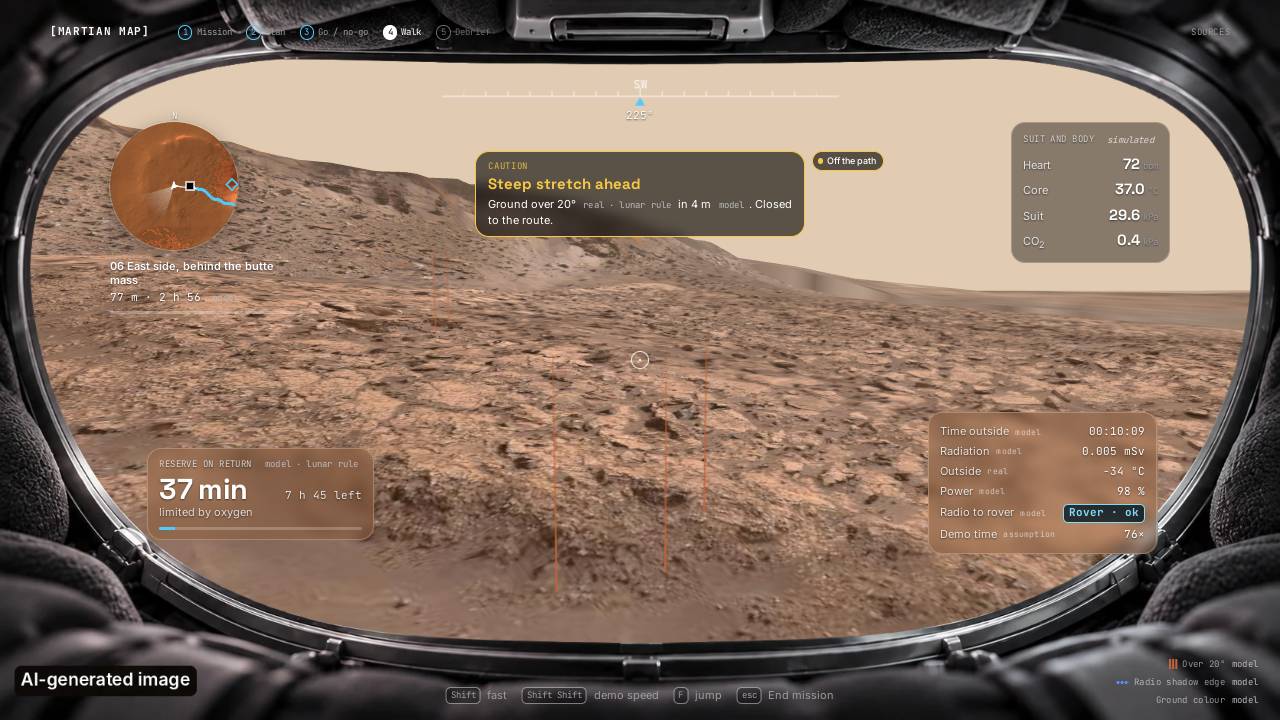 [MARTIAN MAP]
1 Mission
2 Plan
3 Go / no-go
4 Walk
5 Debrief
SOURCES
SW
225°
N
CAUTION
Steep stretch ahead
Ground over 20° real · lunar rule in 4 m model . Closed
to the route.
Off the path
SUIT AND BODY simulated
Heart 72 bpm
Core 37.0 °C
Suit 29.6 kPa
CO2 0.4 kPa
06 East side, behind the butte
mass
77 m · 2 h 56 model
RESERVE ON RETURN model · lunar rule
37 min 7 h 45 left
limited by oxygen
Time outside model 00:10:09
Radiation model 0.005 mSv
Outside real -34 °C
Power model 98 %
Radio to rover model Rover · ok
Demo time assumption 76×
AI-generated image
Shift fast Shift Shift demo speed F jump esc End mission
Over 20° model
Radio shadow edge model
Ground colour model